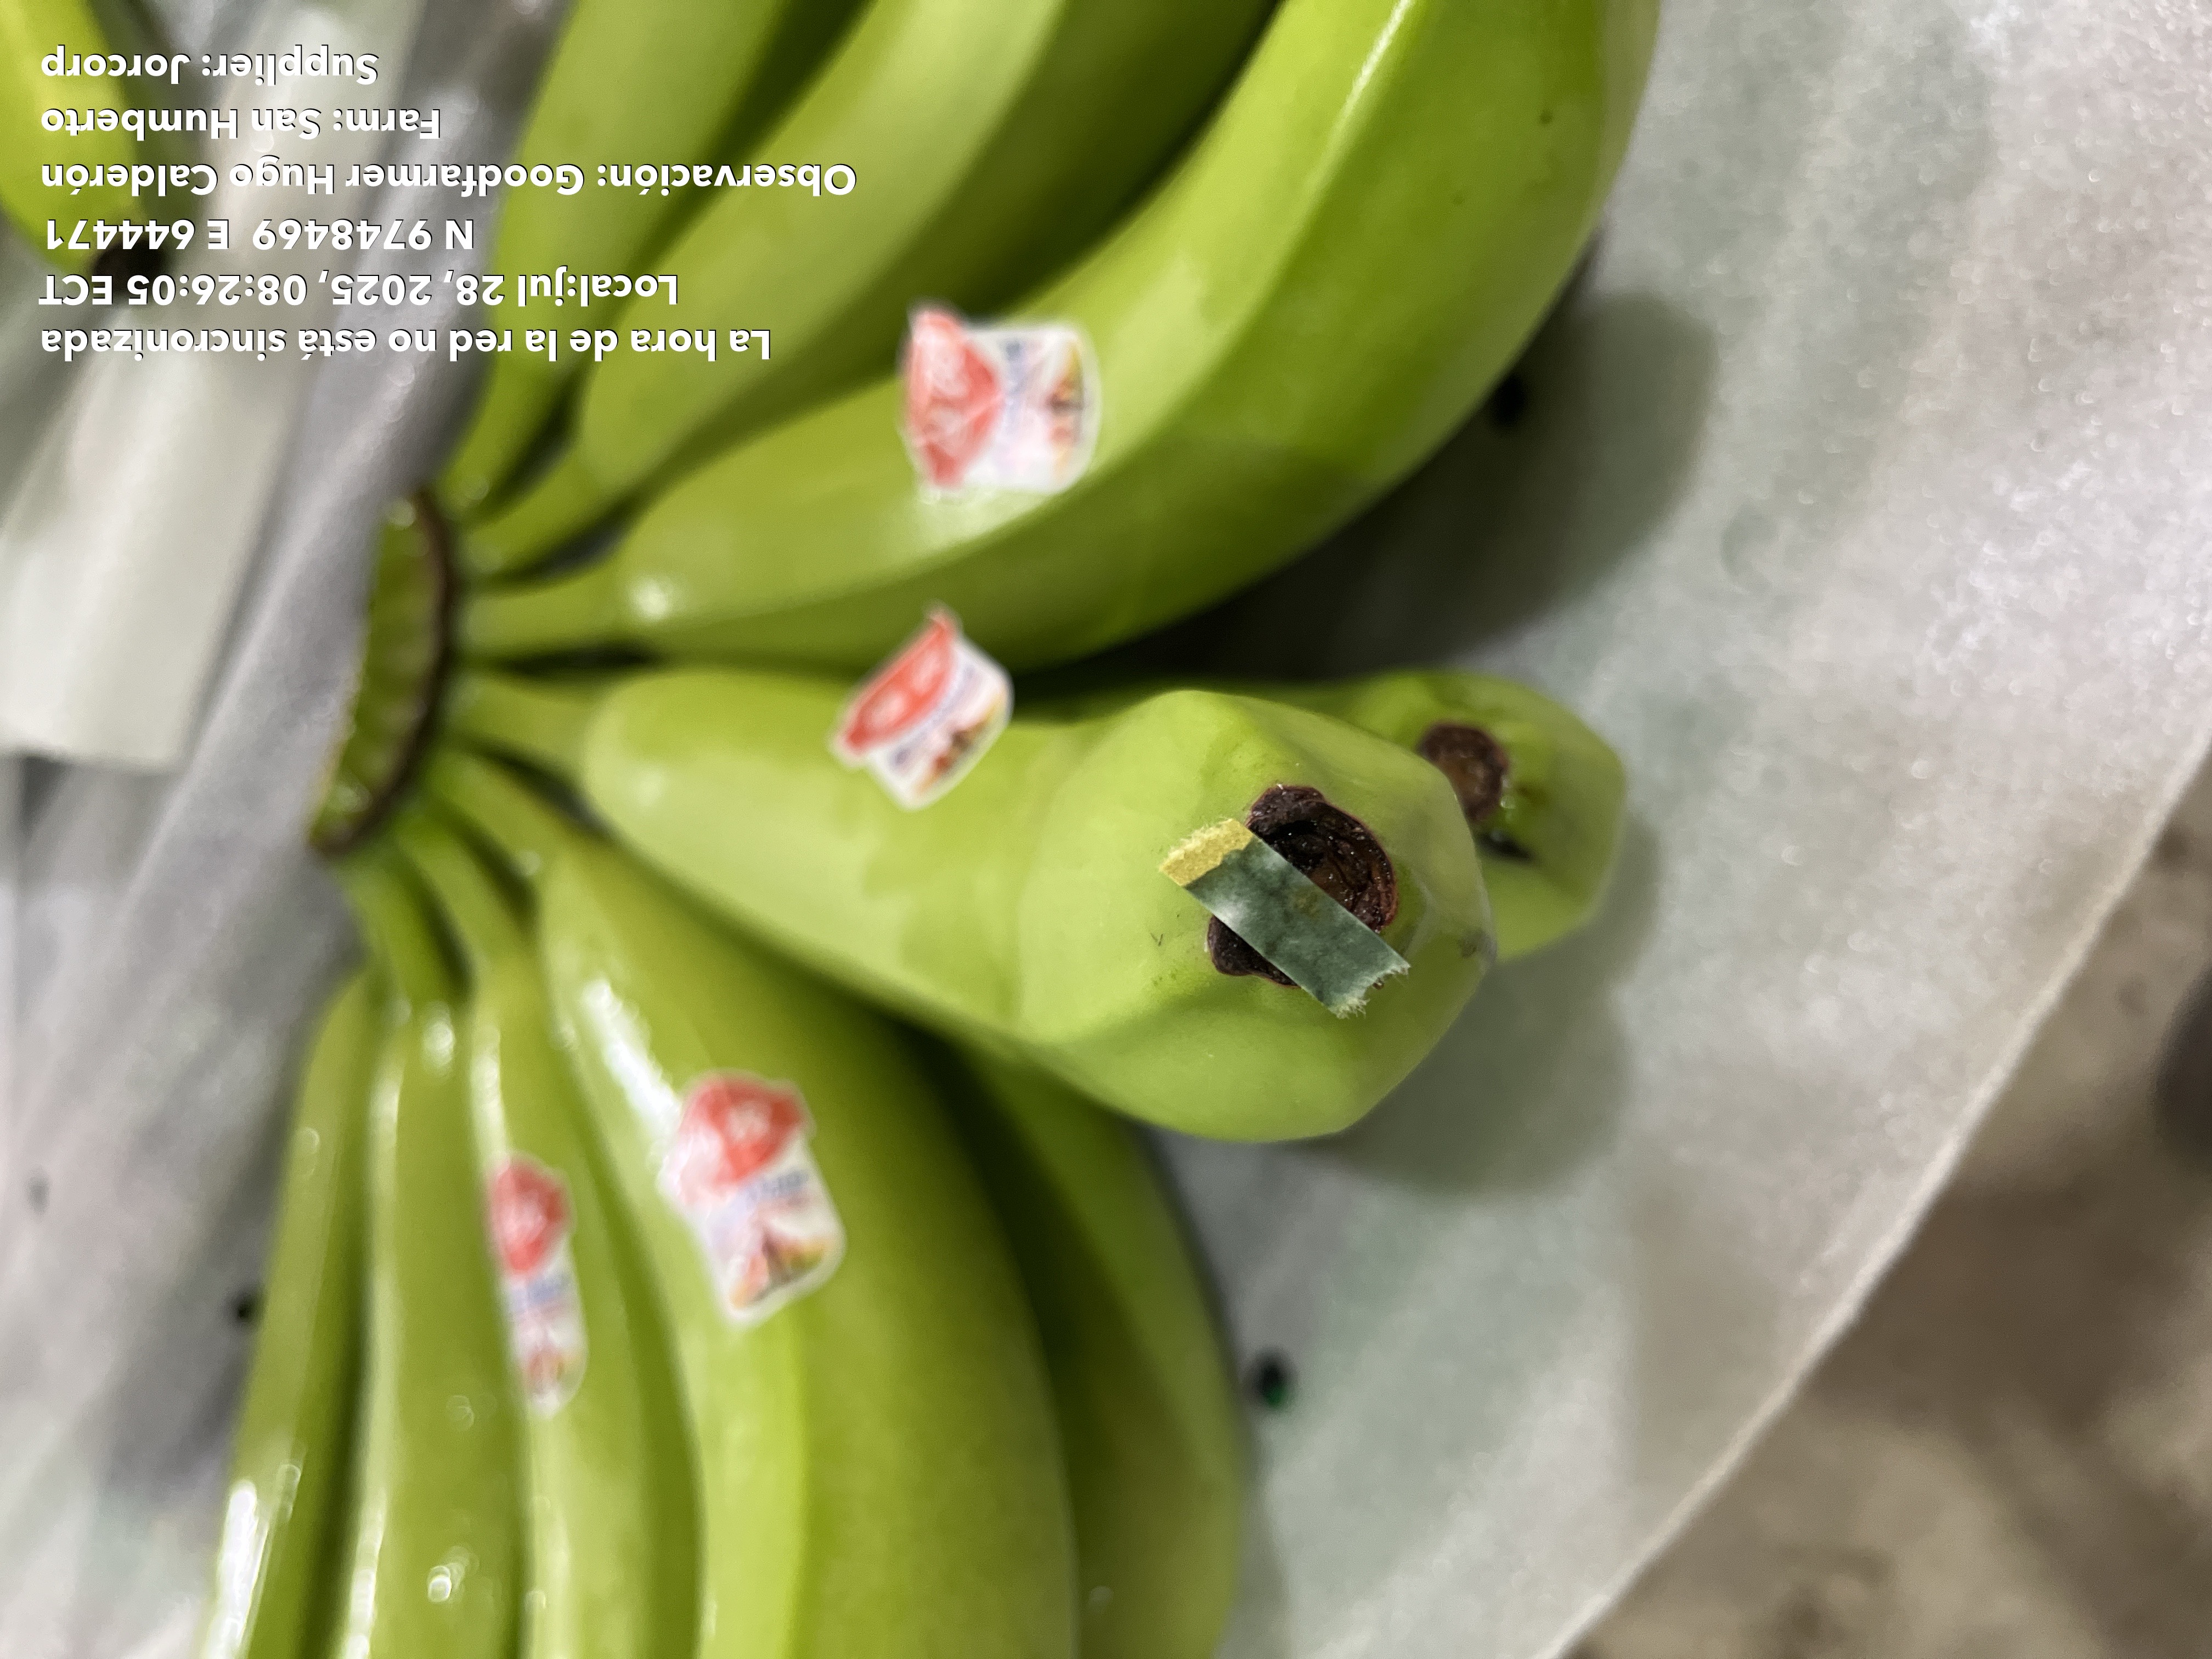 La hora de la red no está sincronizada
Local:jul 28, 2025, 08:26:05 ECT
N 9748469 E 644471
Observación: Goodfarmer Hugo Calderón
Farm: San Humberto
Supplier: Jorcorp